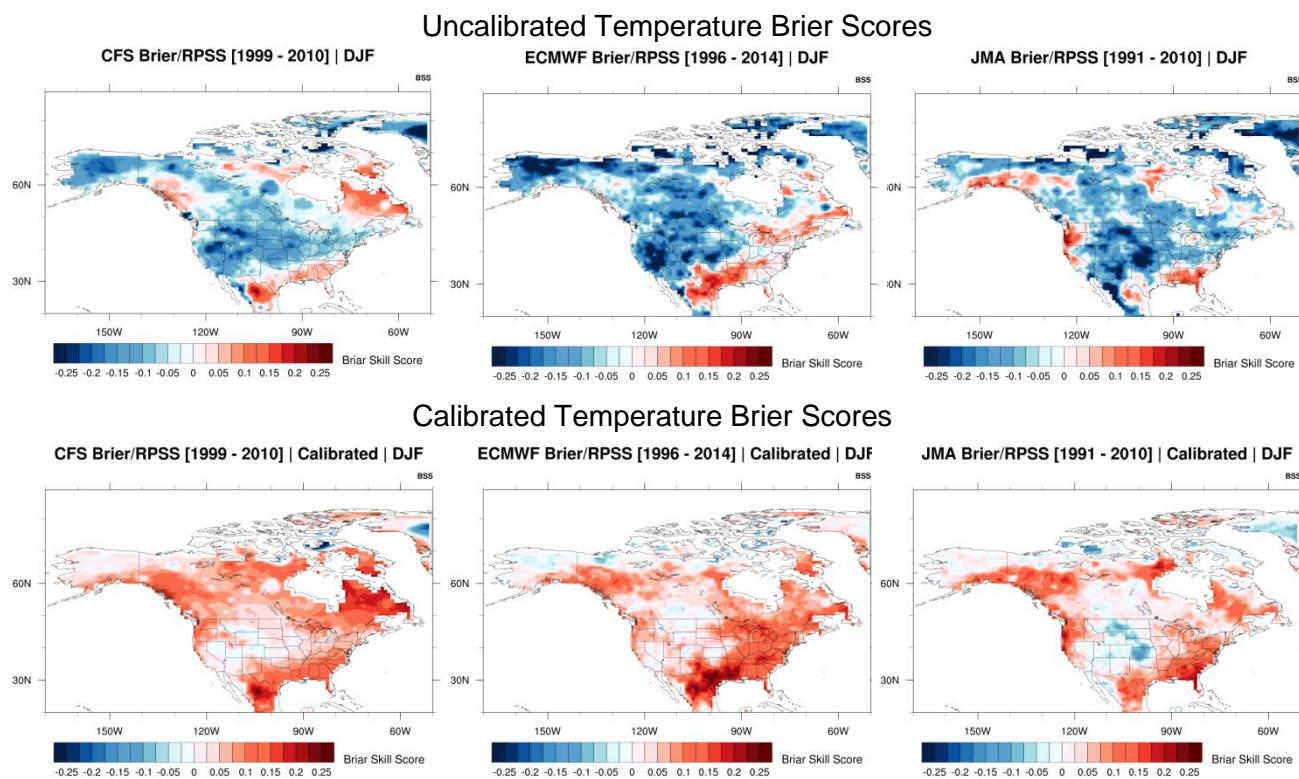 Uncalibrated Temperature Brier Scores
CFS Brier/RPSS [1999 - 2010] | DJF
ECMWF Brier/RPSS [1996 - 2014] | DJF
JMA Brier/RPSS [1991 - 2010] | DJF
BSS
BSS
BSS
60N
30N
150W 120W 90W 60W
60N
30N
150W 120W 90W 60W
60N
30N
150W 120W 90W 60W
-0.25 -0.2 -0.15 -0.1 -0.05 0 0.05 0.1 0.15 0.2 0.25
Briar Skill Score
-0.25 -0.2 -0.15 -0.1 -0.05 0 0.05 0.1 0.15 0.2 0.25
Briar Skill Score
-0.25 -0.2 -0.15 -0.1 -0.05 0 0.05 0.1 0.15 0.2 0.25
Briar Skill Score
Calibrated Temperature Brier Scores
CFS Brier/RPSS [1999 - 2010] | Calibrated | DJF
ECMWF Brier/RPSS [1996 - 2014] | Calibrated | DJF
JMA Brier/RPSS [1991 - 2010] | Calibrated | DJF
BSS
BSS
BSS
60N
30N
150W 120W 90W 60W
60N
30N
150W 120W 90W 60W
60N
30N
150W 120W 90W 60W
-0.25 -0.2 -0.15 -0.1 -0.05 0 0.05 0.1 0.15 0.2 0.25
Briar Skill Score
-0.25 -0.2 -0.15 -0.1 -0.05 0 0.05 0.1 0.15 0.2 0.25
Briar Skill Score
-0.25 -0.2 -0.15 -0.1 -0.05 0 0.05 0.1 0.15 0.2 0.25
Briar Skill Score